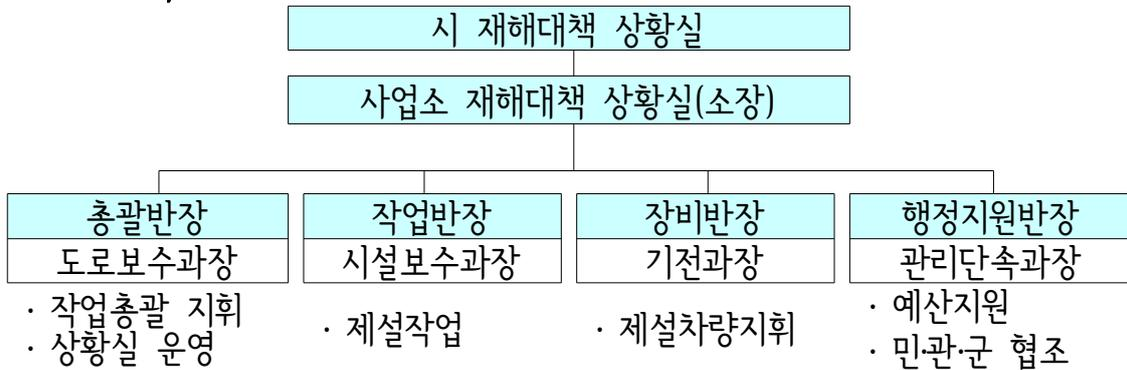 시 재해대책 상황실
사업소 재해대책 상황실(소장)
총괄반장
도로보수과장
· 작업총괄 지휘
· 상황실 운영
작업반장
시설보수과장
· 제설작업
장비반장
기전과장
· 제설차량지휘
행정지원반장
관리단속과장
· 예산지원
· 민·관·군 협조